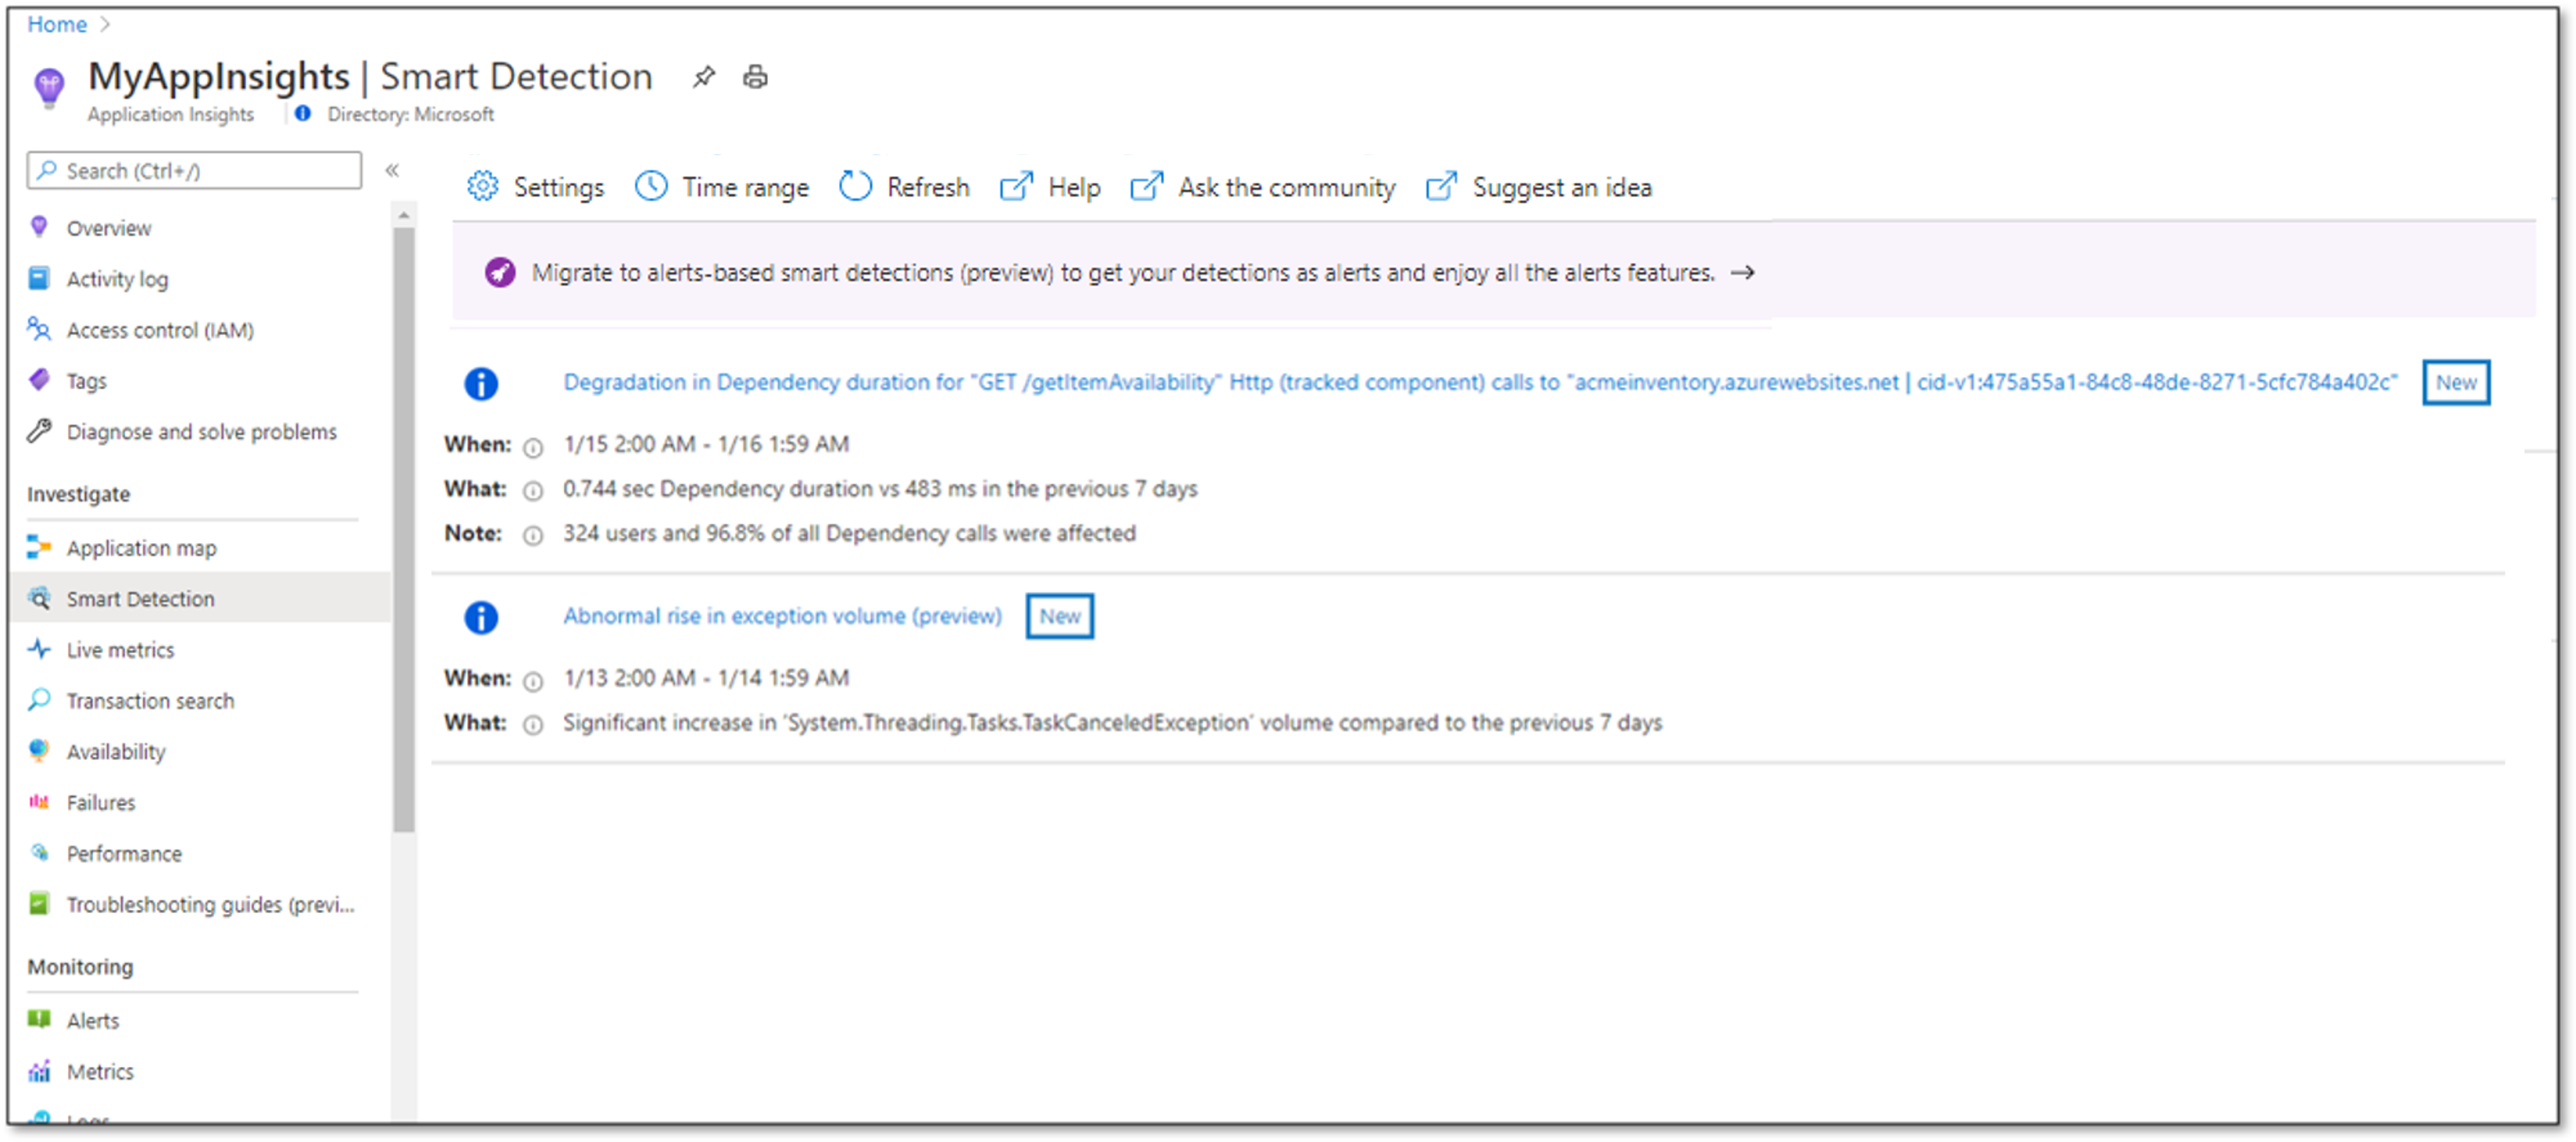 Home
MyAppInsights | Smart Detection
Application Insights
Directory: Microsoft
Search (Ctrl+/)
«
Overview
Activity log
Access control (IAM)
Tags
Diagnose and solve problems
Investigate
Application map
Smart Detection
Live metrics
Transaction search
Availability
Failures
Performance
Troubleshooting guides (previ...
Monitoring
Alerts
Metrics
Logs
Settings
Time range
Refresh
Help
Ask the community
Suggest an idea
Migrate to alerts-based smart detections (preview) to get your detections as alerts and enjoy all the alerts features. →
Degradation in Dependency duration for "GET /getItemAvailability" Http (tracked component) calls to "acmeinventory.azurewebsites.net | cid-v1:475a55a1-84c8-48de-8271-5cfc784a402c" New
When: 1/15 2:00 AM - 1/16 1:59 AM
What: 0.744 sec Dependency duration vs 483 ms in the previous 7 days
Note: 324 users and 96.8% of all Dependency calls were affected
Abnormal rise in exception volume (preview) New
When: 1/13 2:00 AM - 1/14 1:59 AM
What: Significant increase in 'System.Threading.Tasks.TaskCanceledException' volume compared to the previous 7 days